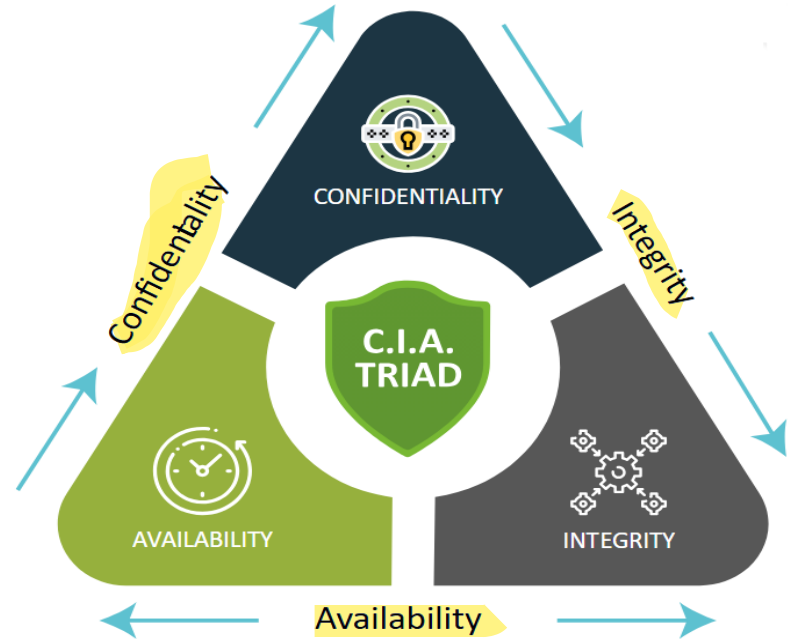 CONFIDENTIALITY
Confidentality
Integrity
C.I.A.
TRIAD
AVAILABILITY
INTEGRITY
Availability